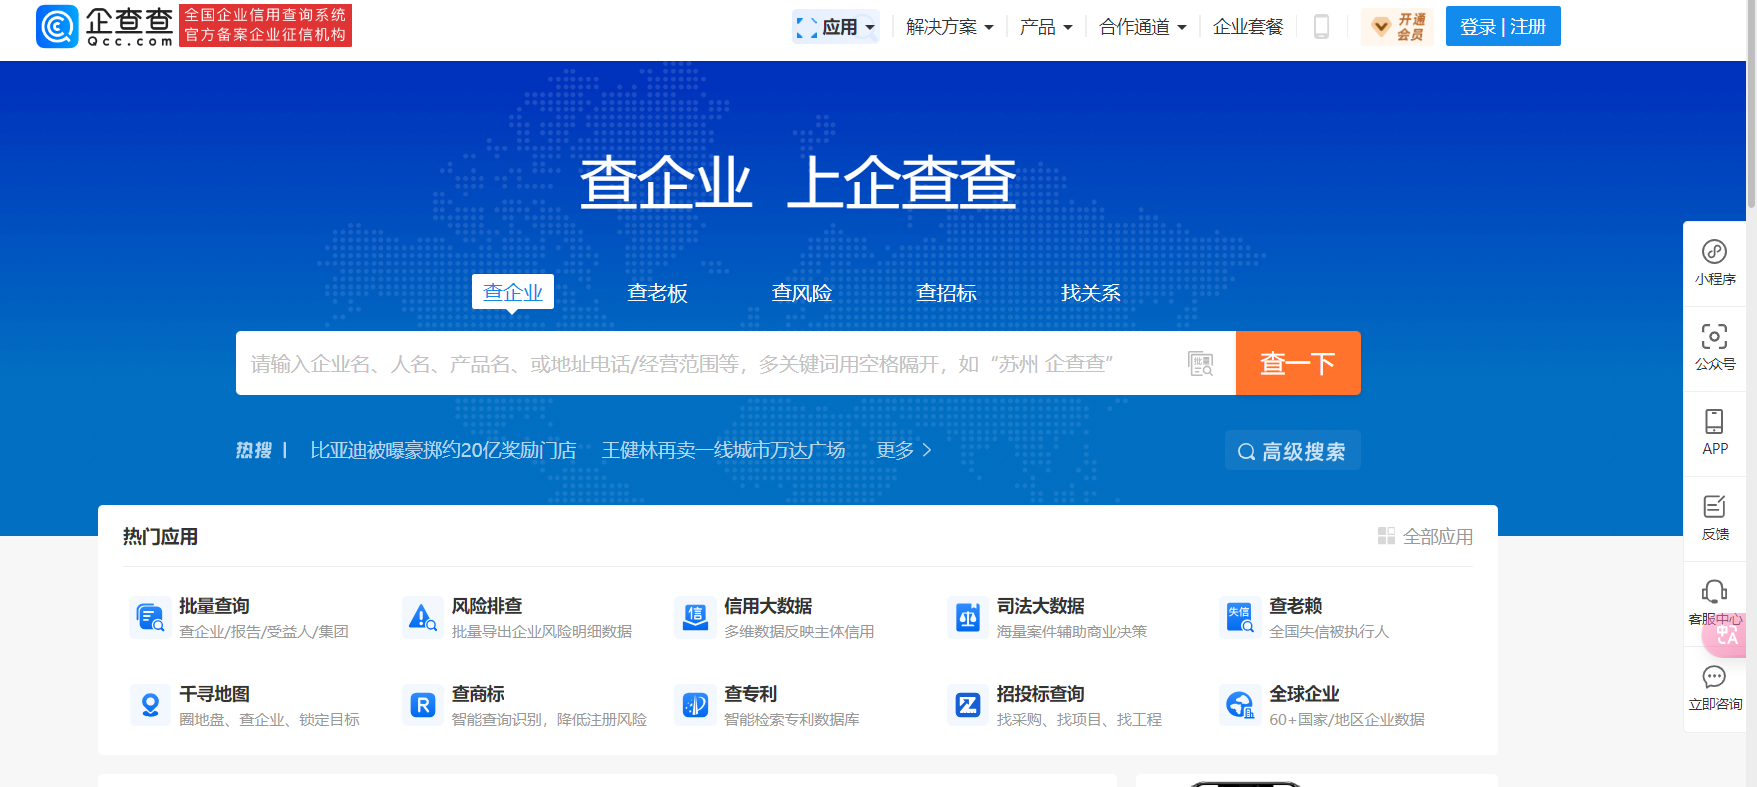 企查查
Qcc.com
全国企业信用查询系统
官方备案企业征信机构
应用
解决方案
产品
合作通道
企业套餐
开通
会员
登录 | 注册
查企业 上企查查
查企业
查老板
查风险
查招标
找关系
请输入企业名、人名、产品名、或地址电话/经营范围等，多关键词用空格隔开，如“苏州 企查查”
批量
查一下
热搜 | 比亚迪被曝豪掷约20亿奖励门店 王健林再卖一线城市万达广场 更多 >
高级搜索
热门应用
全部应用
批量查询
查企业/报告/受益人/集团
风险排查
批量导出企业风险明细数据
信
信用大数据
多维数据反映主体信用
司法大数据
海量案件辅助商业决策
失信
查老赖
全国失信被执行人
千寻地图
圈地盘、查企业、锁定目标
R
查商标
智能查询识别，降低注册风险
查专利
智能检索专利数据库
招投标查询
找采购、找项目、找工程
全球企业
60+国家/地区企业数据
小程序
公众号
APP
反馈
客服中心
中A
立即咨询